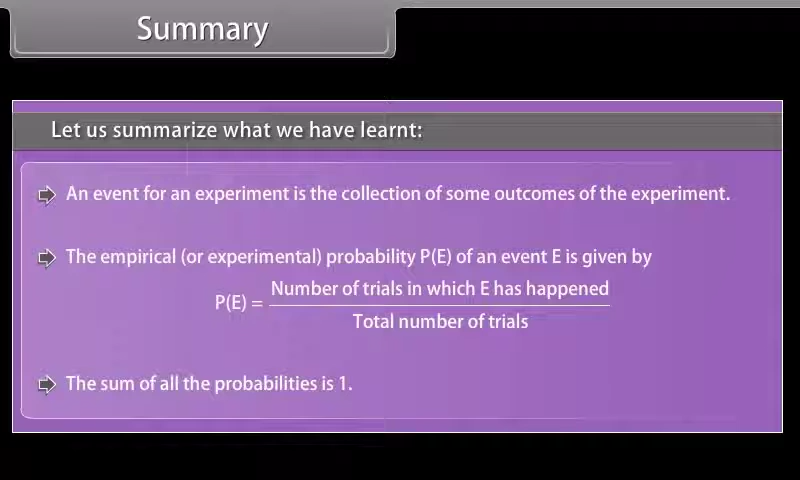 Summary
Let us summarize what we have learnt:
An event for an experiment is the collection of some outcomes of the experiment.
The empirical (or experimental) probability P(E) of an event E is given by
P(E) = Number of trials in which E has happened
Total number of trials
The sum of all the probabilities is 1.